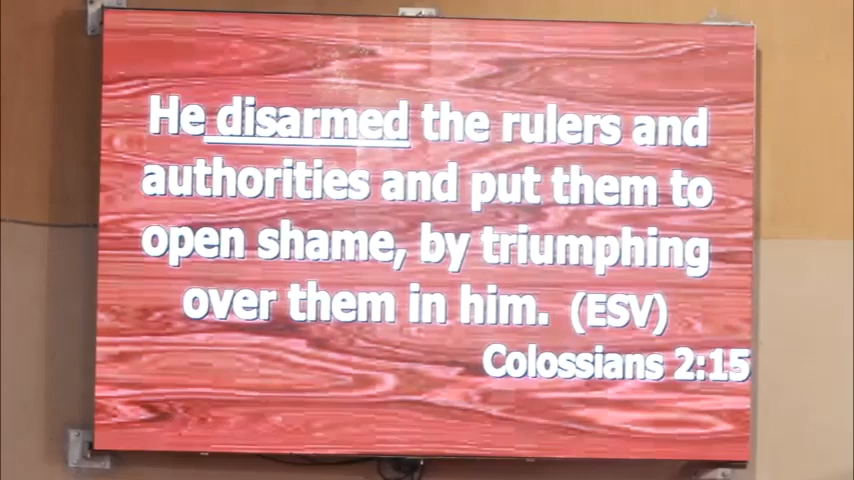 He disarmed the rulers and
authorities and put them to
open shame, by triumphing
over them in him. (ESV)
Colossians 2:15